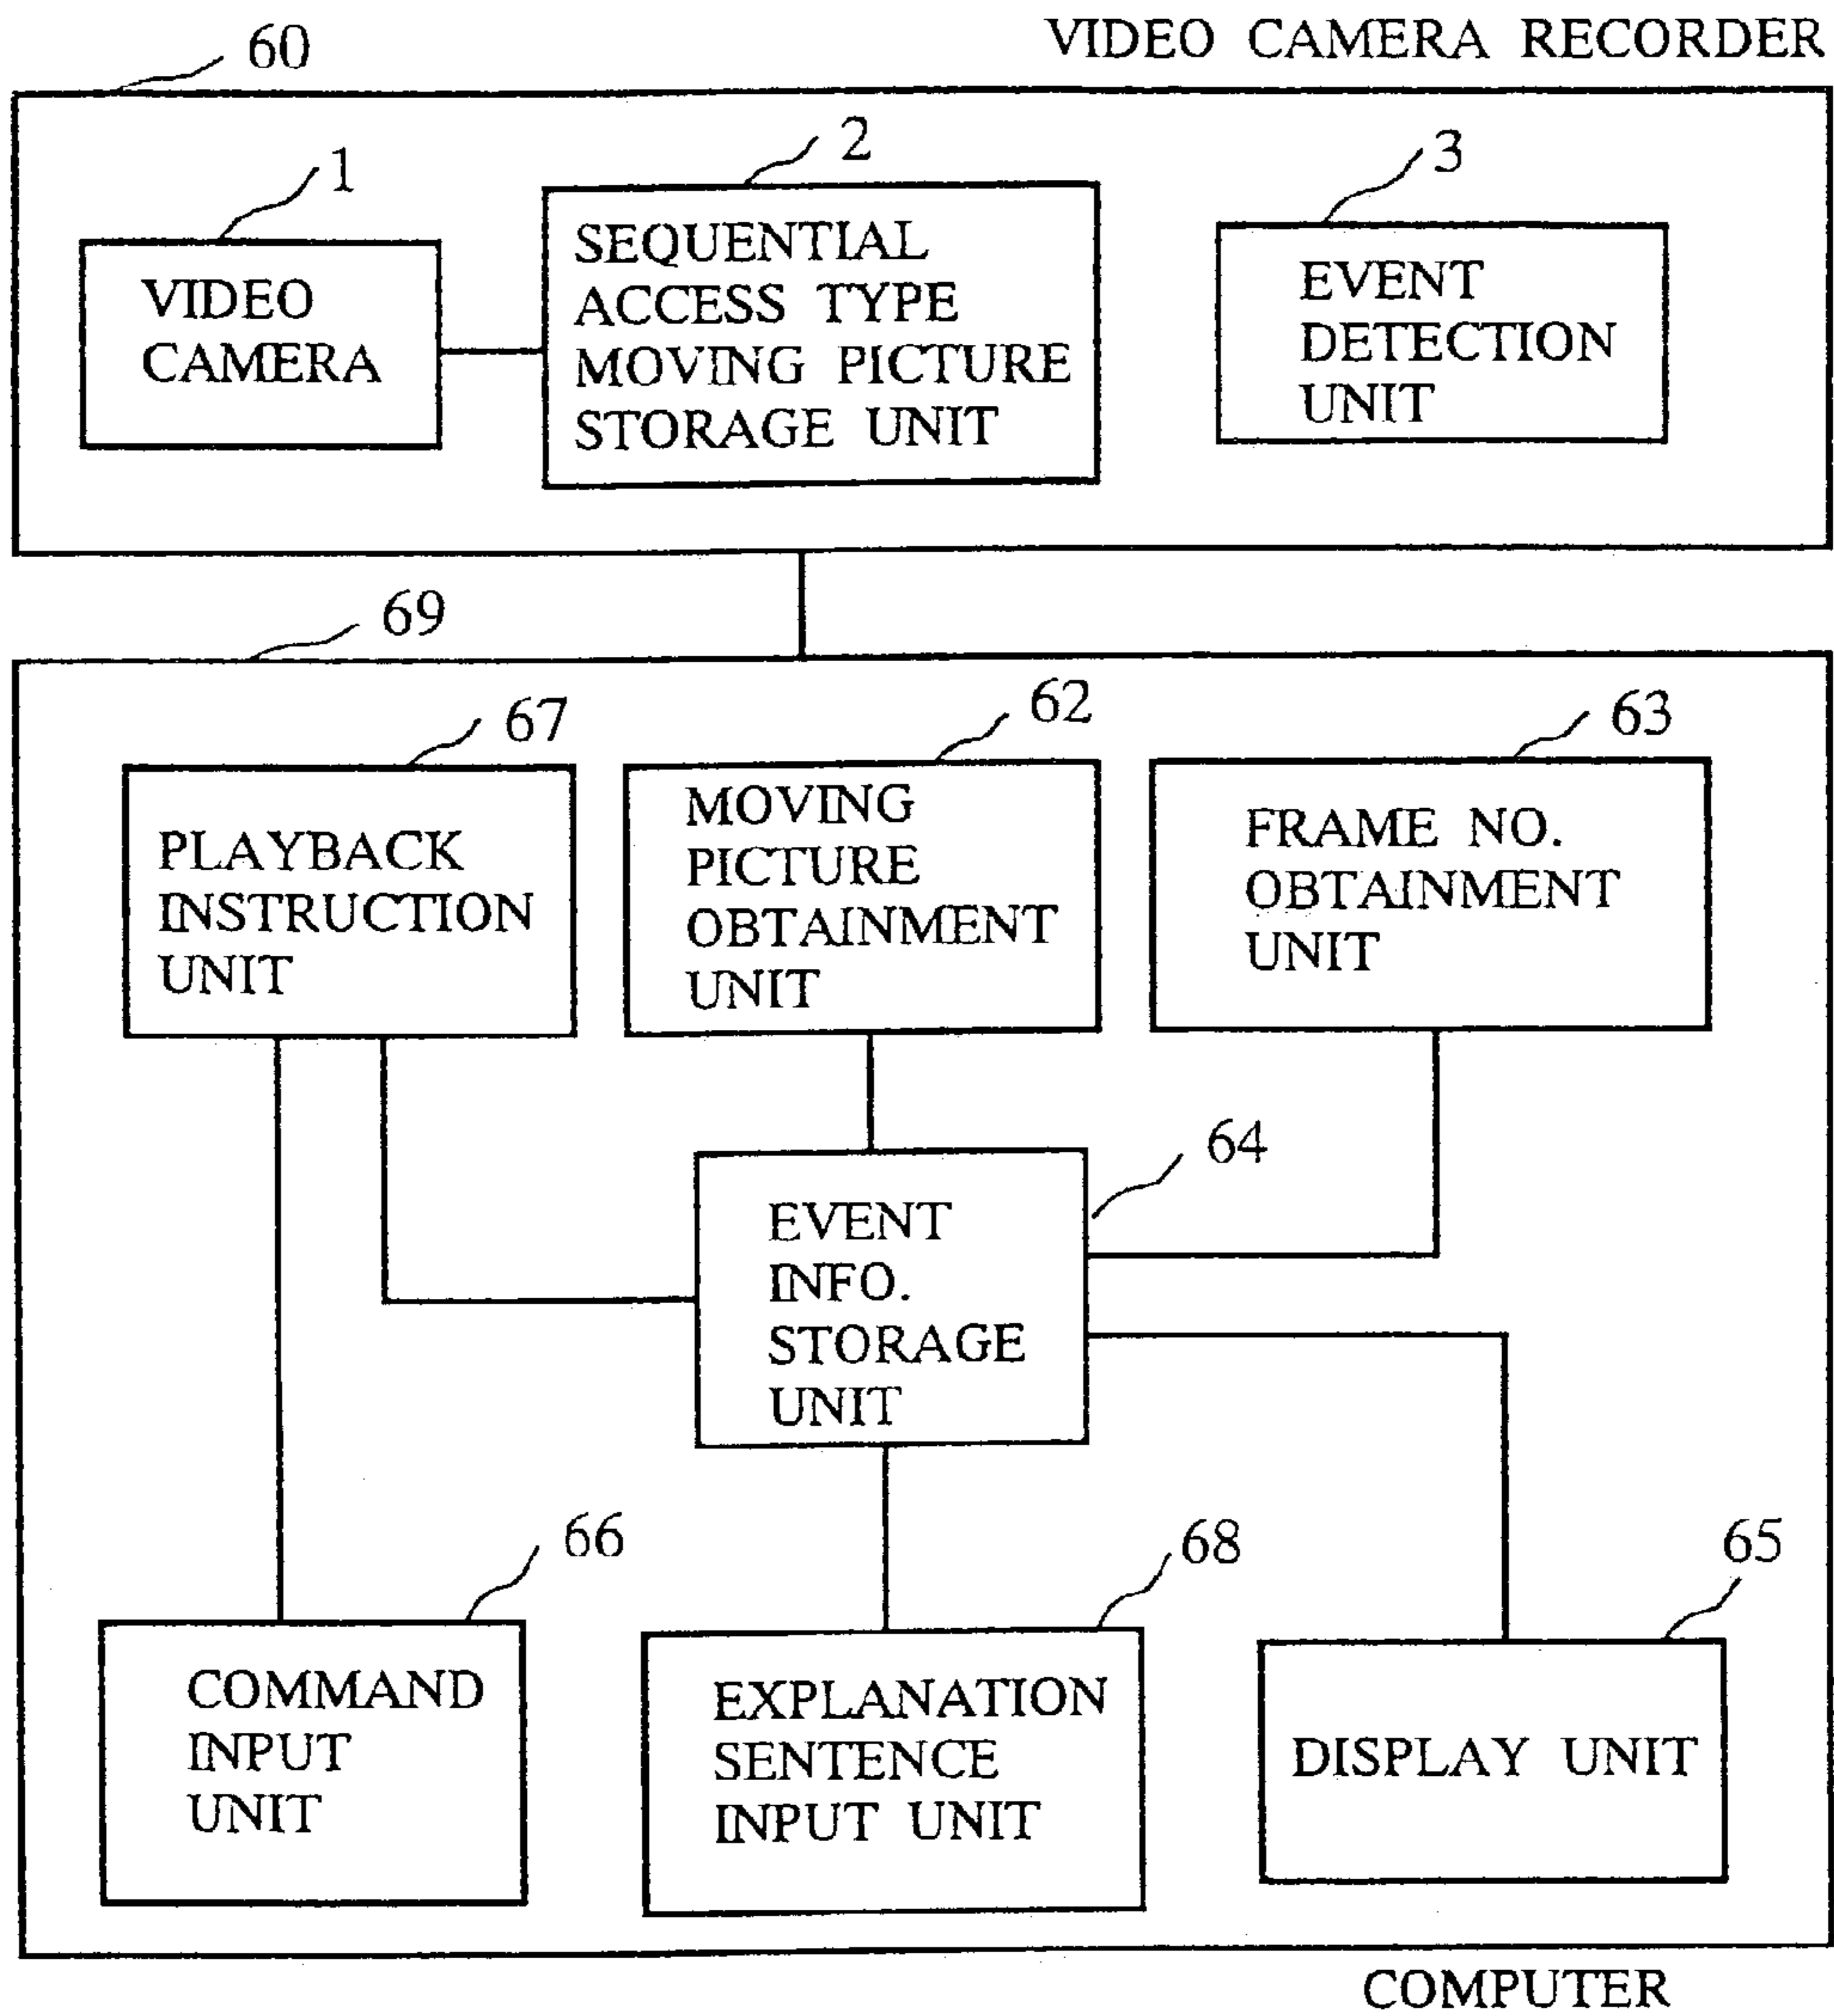 60
VIDEO CAMERA RECORDER
1
VIDEO
CAMERA
2
SEQUENTIAL
ACCESS TYPE
MOVING PICTURE
STORAGE UNIT
3
EVENT
DETECTION
UNIT
69
67
PLAYBACK
INSTRUCTION
UNIT
62
MOVING
PICTURE
OBTAINMENT
UNIT
63
FRAME NO.
OBTAINMENT
UNIT
64
EVENT
INFO.
STORAGE
UNIT
66
COMMAND
INPUT
UNIT
68
EXPLANATION
SENTENCE
INPUT UNIT
65
DISPLAY UNIT
COMPUTER